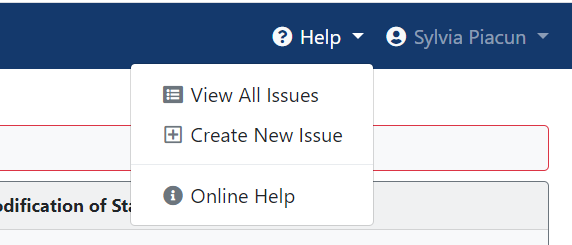 Help Sylvia Piacun
View All Issues
Create New Issue
odification of Sta
Online Help